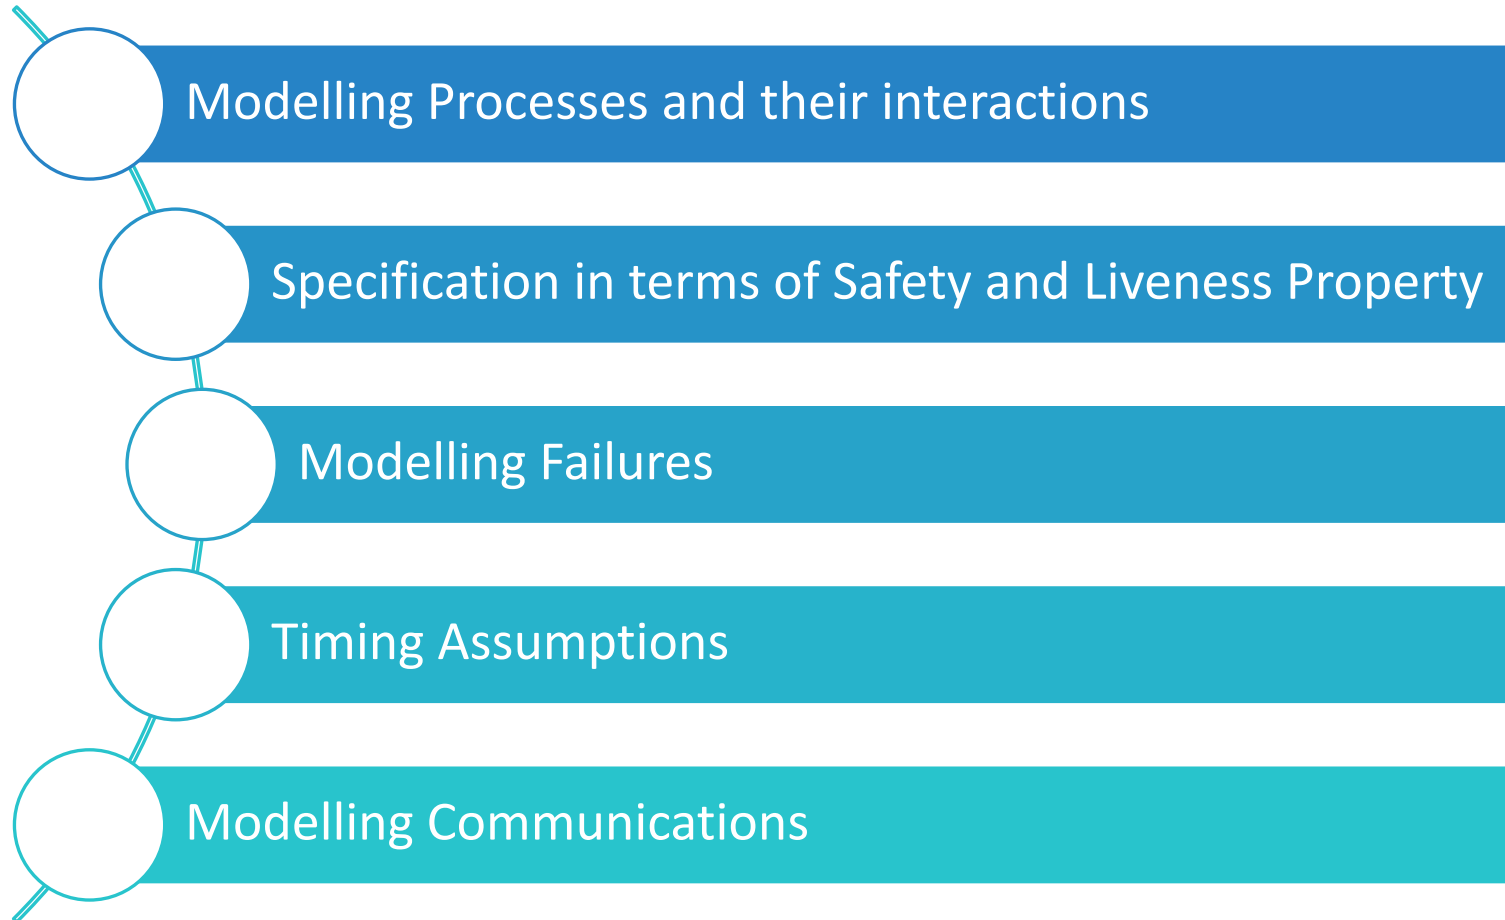 Modelling Processes and their interactions
Specification in terms of Safety and Liveness Property
Modelling Failures
Timing Assumptions
Modelling Communications